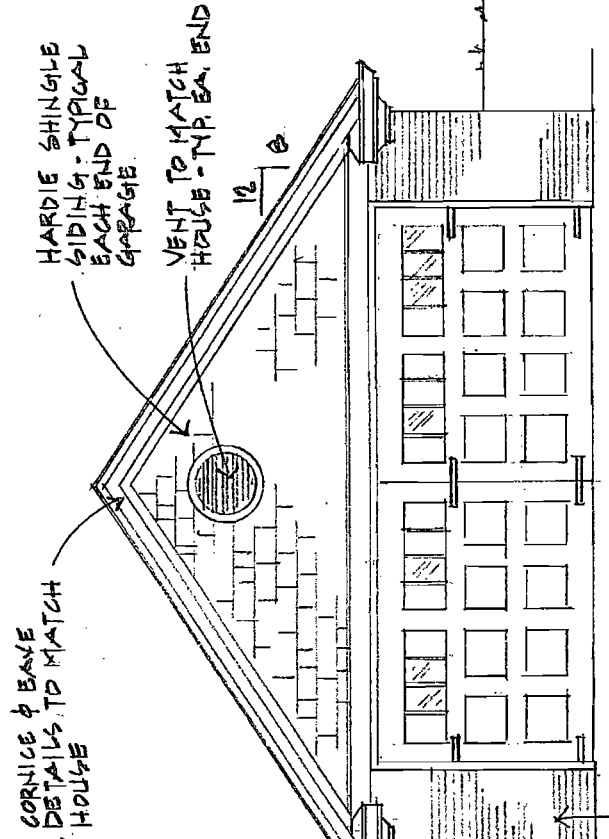 CORNICE & EAVE
DETAILS TO MATCH
HOUSE
HARDIE SHINGLE
SIDING - TYPICAL
EACH END OF
GARAGE
VENT TO MATCH
HOUSE - TYP. EA. END
12
8